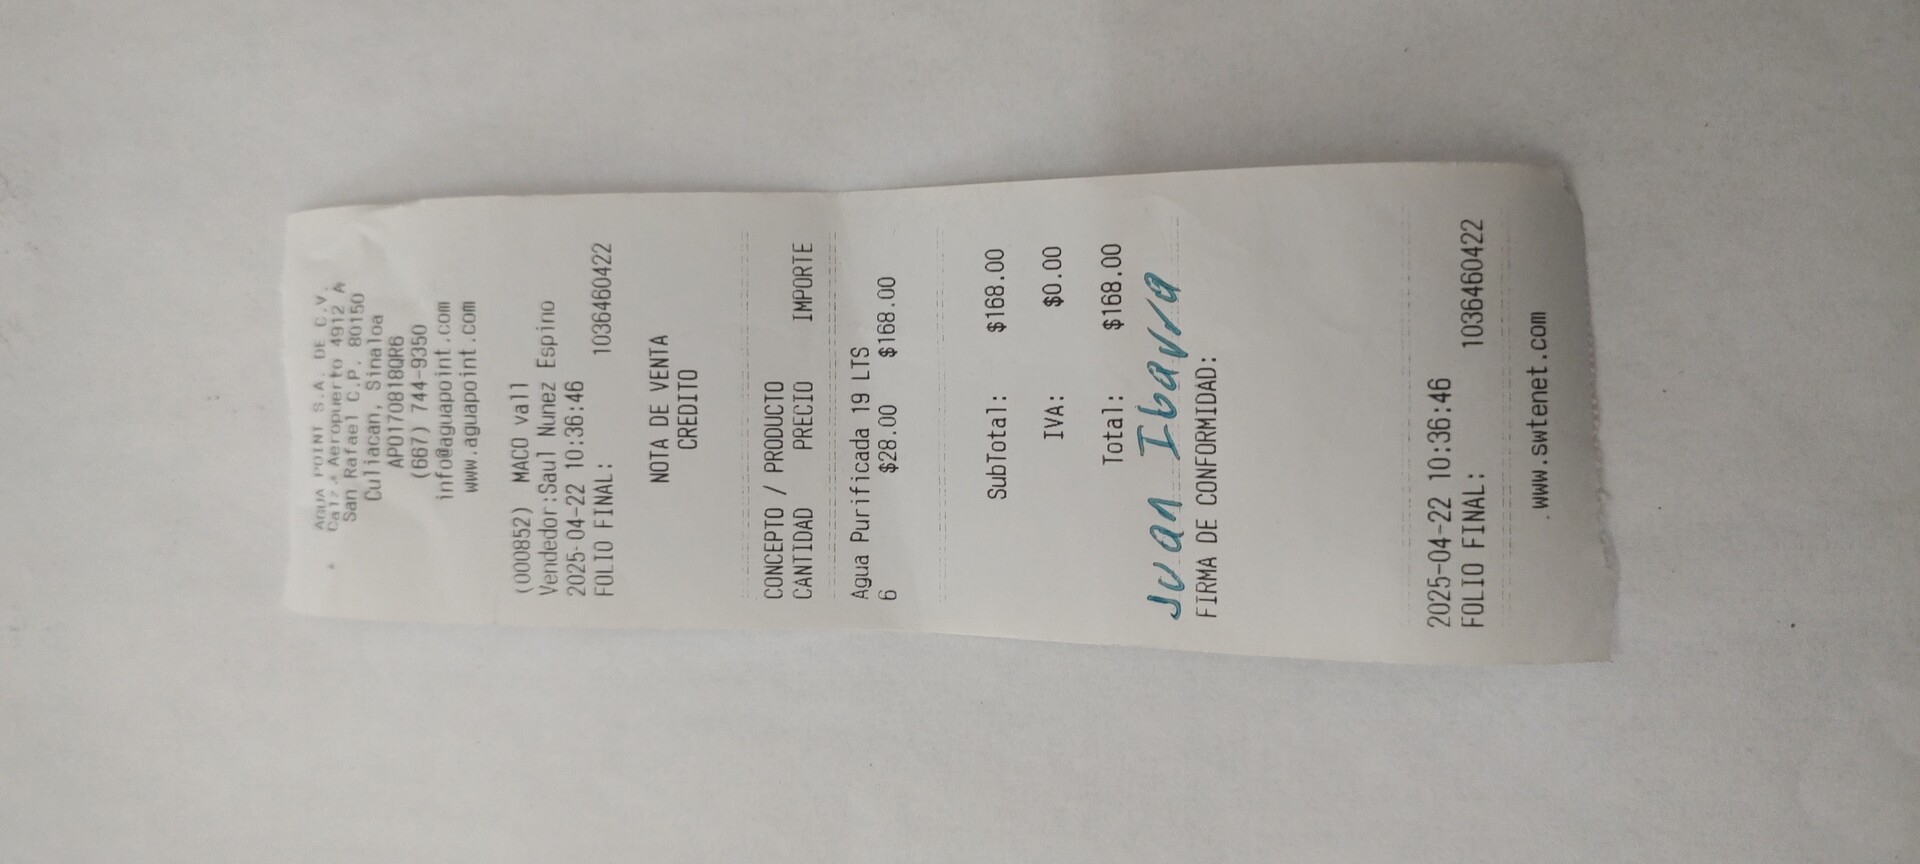 AGUA POINT S.A. DE C.V.
Calz.a Aeropuerto 4912 A
San Rafael C.P. 80150
Culiacan, Sinaloa
APO170818QR6
(667) 744-9350
info@aguapoint.com
www.aguapoint.com
(000852) MACO vall
Vendedor:Saul Nunez Espino
2025-04-22 10:36:46
FOLIO FINAL: 1036460422
NOTA DE VENTA
CREDITO
CONCEPTO / PRODUCTO
CANTIDAD PRECIO IMPORTE
Agua Purificada 19 LTS
6 $28.00 $168.00
SubTotal: $168.00
IVA: $0.00
Total: $168.00
Juan Ibarra
FIRMA DE CONFORMIDAD:
2025-04-22 10:36:46
FOLIO FINAL: 1036460422
www.swtenet.com